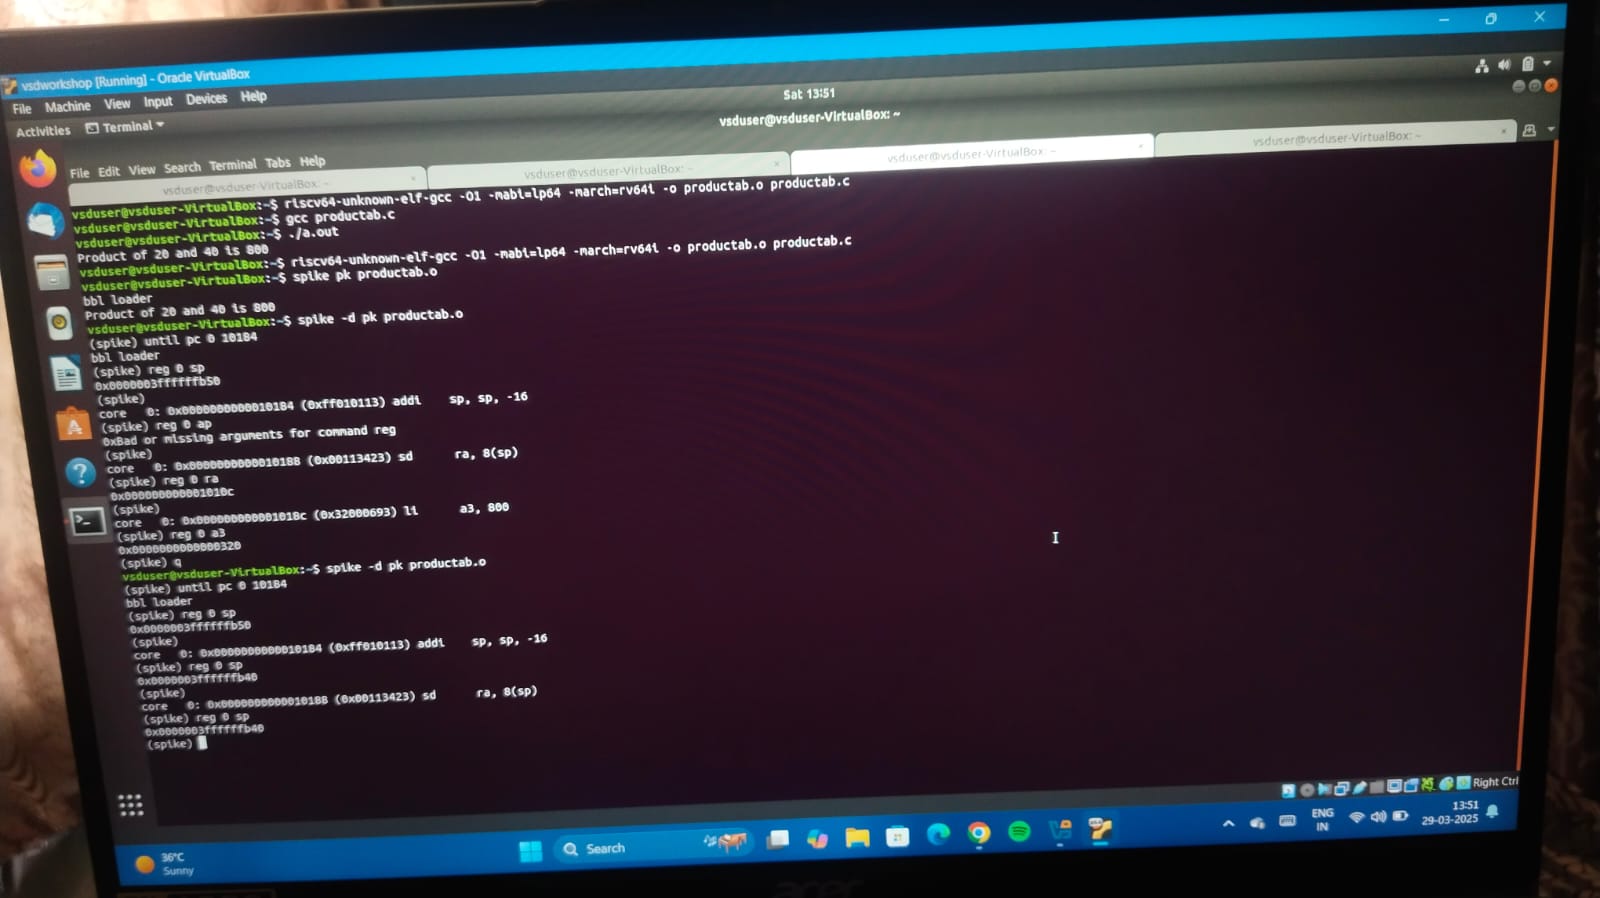 vsdworkshop [Running] - Oracle VirtualBox
File Machine View Input Devices Help
Activities Terminal Sat 13:51
vsduser@vsduser-VirtualBox: ~
File Edit View Search Terminal Tabs Help
vsduser@vsduser-VirtualBox: ~ vsduser@vsduser-VirtualBox: ~ vsduser@vsduser-VirtualBox: ~ vsduser@vsduser-VirtualBox: ~
vsduser@vsduser-VirtualBox:~$ riscv64-unknown-elf-gcc -O1 -mabi=lp64 -march=rv64i -o productab.o productab.c
vsduser@vsduser-VirtualBox:~$ gcc productab.c
vsduser@vsduser-VirtualBox:~$ ./a.out
Product of 20 and 40 is 800
vsduser@vsduser-VirtualBox:~$ riscv64-unknown-elf-gcc -O1 -mabi=lp64 -march=rv64i -o productab.o productab.c
vsduser@vsduser-VirtualBox:~$ spike pk productab.o
bbl loader
Product of 20 and 40 is 800
vsduser@vsduser-VirtualBox:~$ spike -d pk productab.o
(spike) until pc 0 10184
bbl loader
(spike) reg 0 sp
0x0000003ffffffb50
(spike)
core 0: 0x0000000000010184 (0xff010113) addi sp, sp, -16
(spike) reg 0 ap
0xBad or missing arguments for command reg
(spike)
core 0: 0x0000000000010188 (0x00113423) sd ra, 8(sp)
(spike) reg 0 ra
0x000000000001010c
(spike)
core 0: 0x000000000001018c (0x32000693) li a3, 800
(spike) reg 0 a3
0x0000000000000320
(spike) q
vsduser@vsduser-VirtualBox:~$ spike -d pk productab.o
(spike) until pc 0 10184
bbl loader
(spike) reg 0 sp
0x0000003ffffffb50
(spike)
core 0: 0x0000000000010184 (0xff010113) addi sp, sp, -16
(spike) reg 0 sp
0x0000003ffffffb40
(spike)
core 0: 0x0000000000010188 (0x00113423) sd ra, 8(sp)
(spike) reg 0 sp
0x0000003ffffffb40
(spike)
Right Ctrl
36°C
Sunny
Search
ENG
IN
13:51
29-03-2025
acer